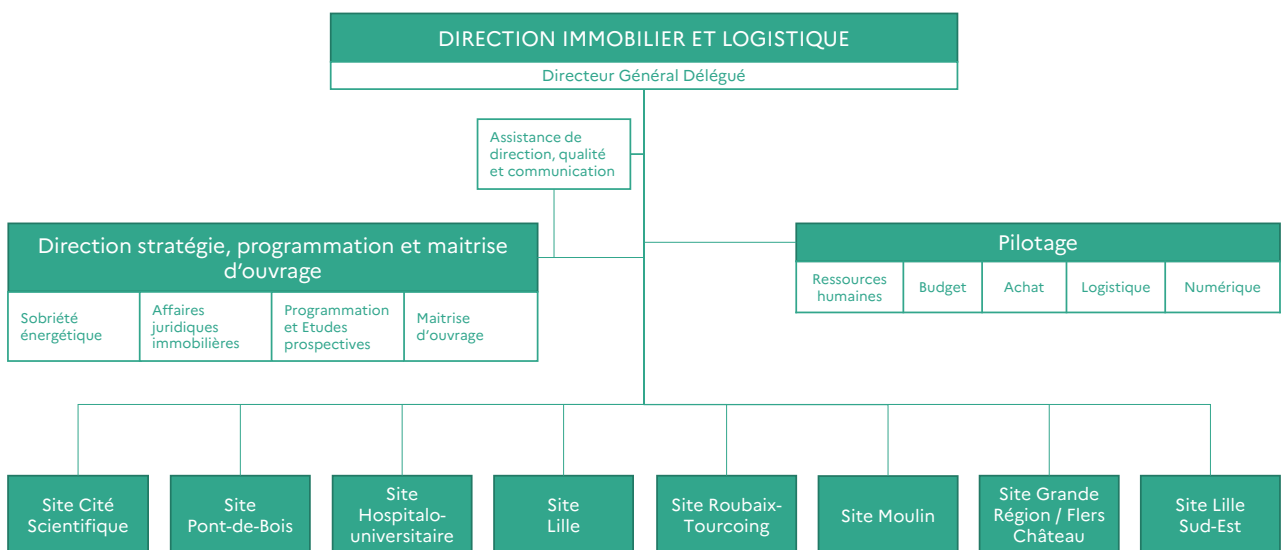 DIRECTION IMMOBILIER ET LOGISTIQUE
Directeur Général Délégué
Assistance de
direction, qualité
et communication
Direction stratégie, programmation et maitrise
d’ouvrage
Sobriété
énergétique
Affaires
juridiques
immobilières
Programmation
et Etudes
prospectives
Maitrise
d’ouvrage
Pilotage
Ressources
humaines
Budget
Achat
Logistique
Numérique
Site Cité
Scientifique
Site
Pont-de-Bois
Site
Hospitalo-
universitaire
Site
Lille
Site Roubaix-
Tourcoing
Site Moulin
Site Grande
Région / Flers
Château
Site Lille
Sud-Est